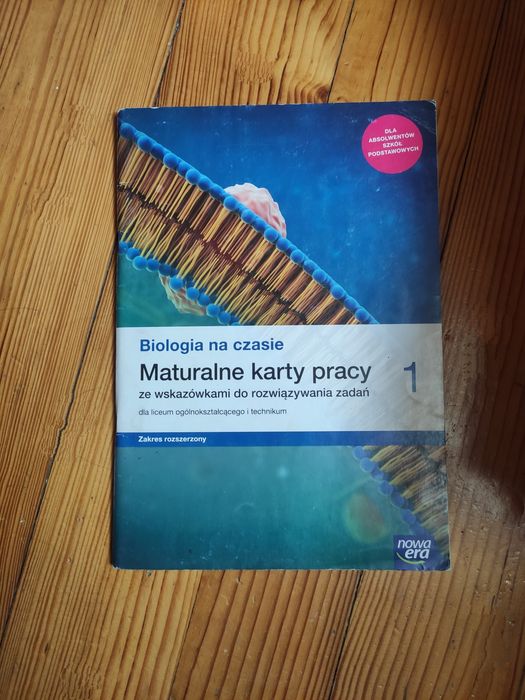 DLA
ABSOLWENTÓW
SZKÓŁ
PODSTAWOWYCH
Biologia na czasie
Maturalne karty pracy 1
ze wskazówkami do rozwiązywania zadań
dla liceum ogólnokształcącego i technikum
Zakres rozszerzony
nowa
era